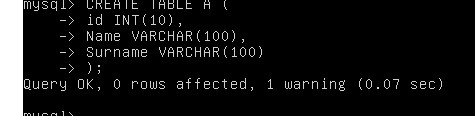 mysql> CREATE TABLE A (
    -> id INT(10),
    -> Name VARCHAR(100),
    -> Surname VARCHAR(100)
    -> );
Query OK, 0 rows affected, 1 warning (0.07 sec)
mysql>